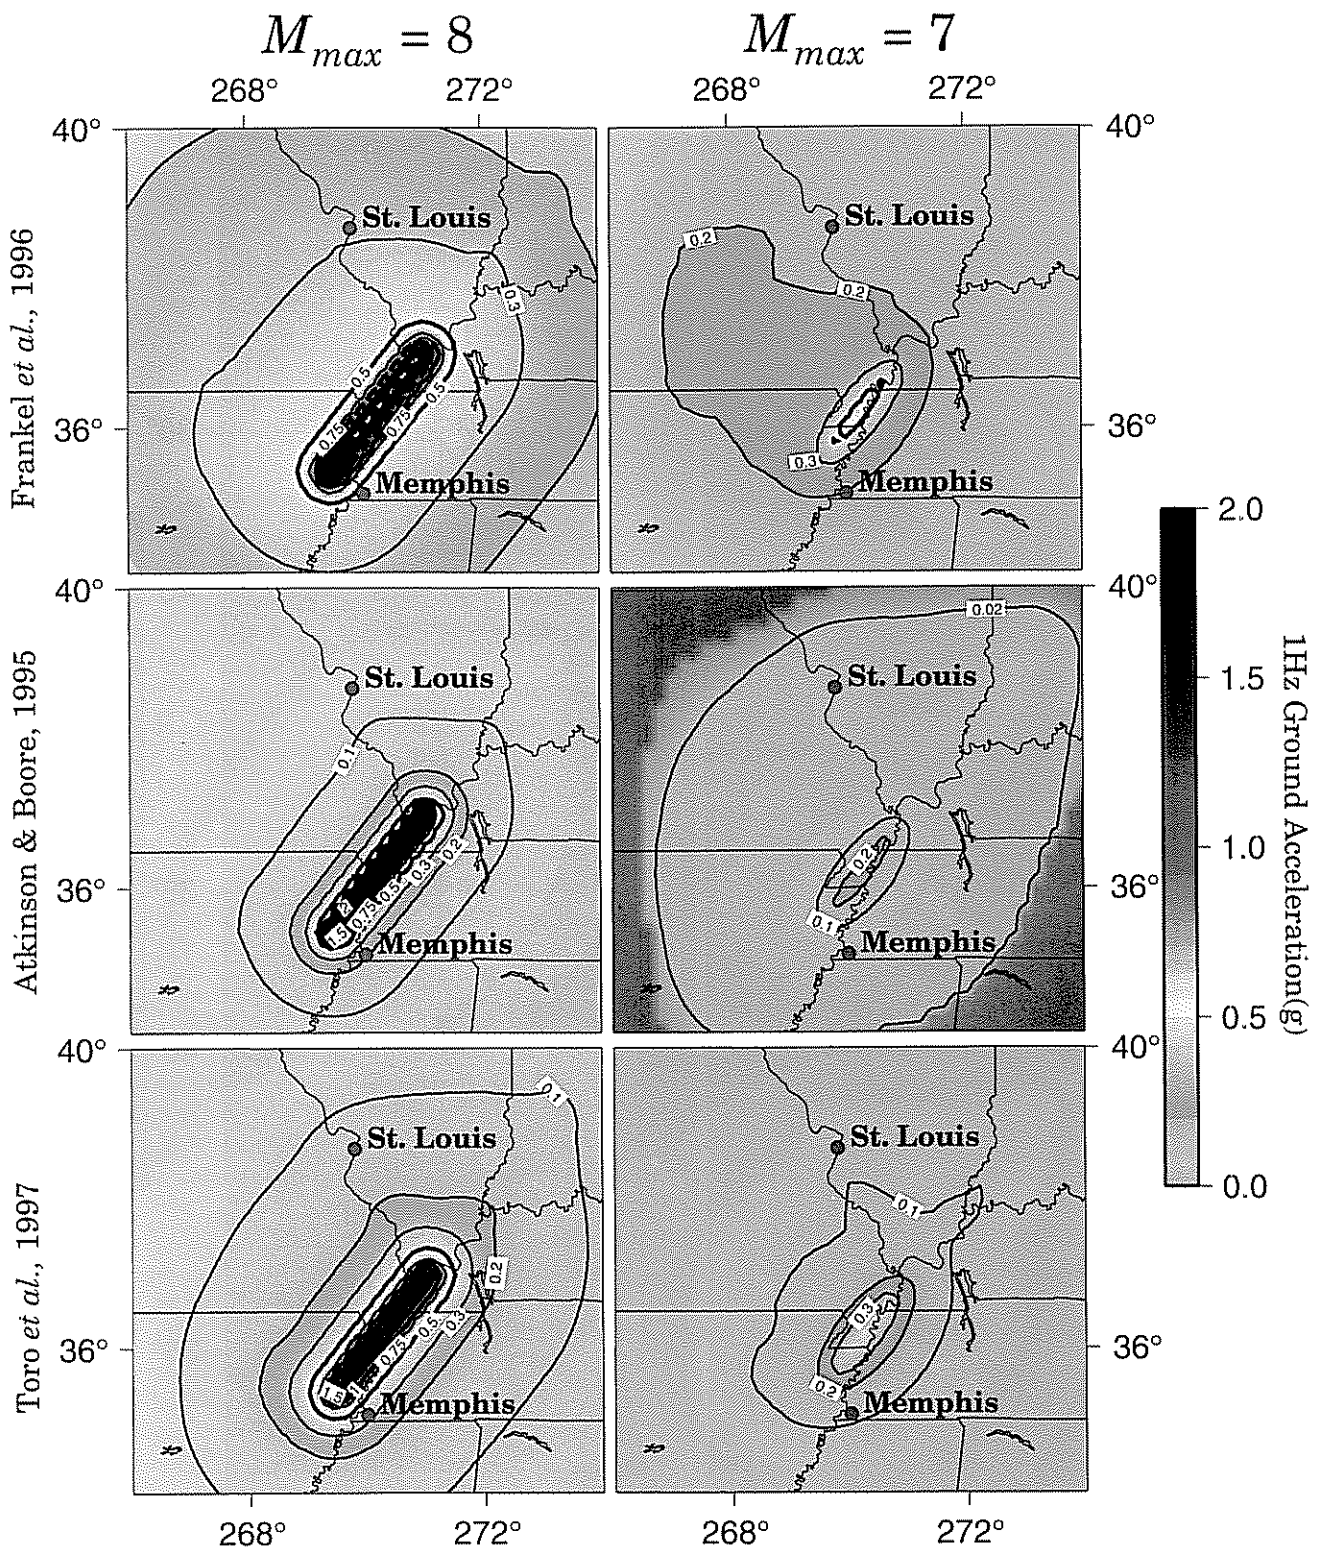 M_max = 8
M_max = 7
268° 272° 268° 272°
40° 40°
Frankel et al., 1996
St. Louis
0.3
0.5
0.5
0.75
0.75
36°
Memphis
St. Louis
0.2
0.2
0.3
36°
Memphis
40° 40°
Atkinson & Boore, 1995
St. Louis
0.1
0.2
0.3
0.5
0.75
2
1.5
36°
Memphis
0.02
St. Louis
0.2
0.1
36°
Memphis
40° 40°
Toro et al., 1997
0.1
St. Louis
0.2
0.3
0.5
0.75
1
1.5
36°
Memphis
St. Louis
0.1
0.3
0.2
36°
Memphis
268° 272° 268° 272°
2.0
1.5
1.0
0.5
0.0
1Hz Ground Acceleration(g)